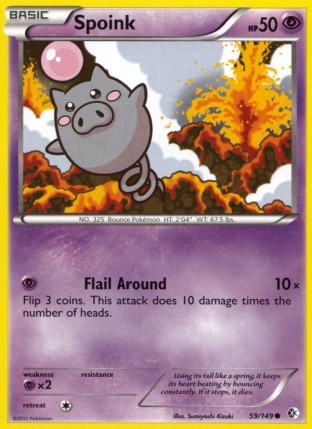 BASIC
Spoink
HP50
NO. 325 Bounce Pokémon HT: 2'04" WT: 67.5 lbs.
Flail Around 10×
Flip 3 coins. This attack does 10 damage times the
number of heads.
weakness
×2
resistance
retreat
Using its tail like a spring, it keeps
its heart beating by bouncing
constantly. If it stops, it dies.
©2012 Pokémon
illus. Sumiyoshi Kizuki
59/149